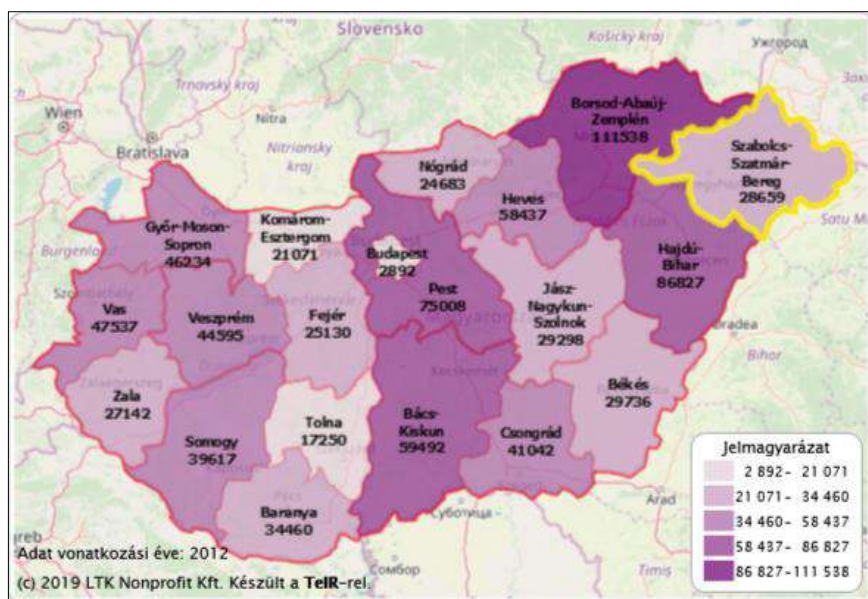 Slovensko
Košický kraj
Ужгород
Trnavský kraj
Wien
Nitra
Borsod-Abaúj-
Zemplén
111538
Bratislava
Nitriansky
kraj
Nógrád
24683
Szabolcs-
Szatmár-
Bereg
28659
Heves
58437
Satu M
Győr-Moson-
Sopron
46234
Komárom-
Esztergom
21071
Burgenland
Budapest
2892
Hajdú-
Bihar
86827
Pest
75008
Jász-
Nagykun-
Szolnok
29298
Vas
47537
Veszprém
44595
Fejér
25130
Oradea
Bihor
Zala
27142
Békés
29736
Tolna
17250
Bács-
Kiskun
59492
Csongrád
41042
Somogy
39617
Baranya
34460
Суботица
Arad
Jelmagyarázat
2 892- 21 071
21 071- 34 460
34 460- 58 437
58 437- 86 827
86 827-111 538
Adat vonatkozási éve: 2012
Сомбор
Timiș
(c) 2019 LTK Nonprofit Kft. Készült a TeIR-rel.